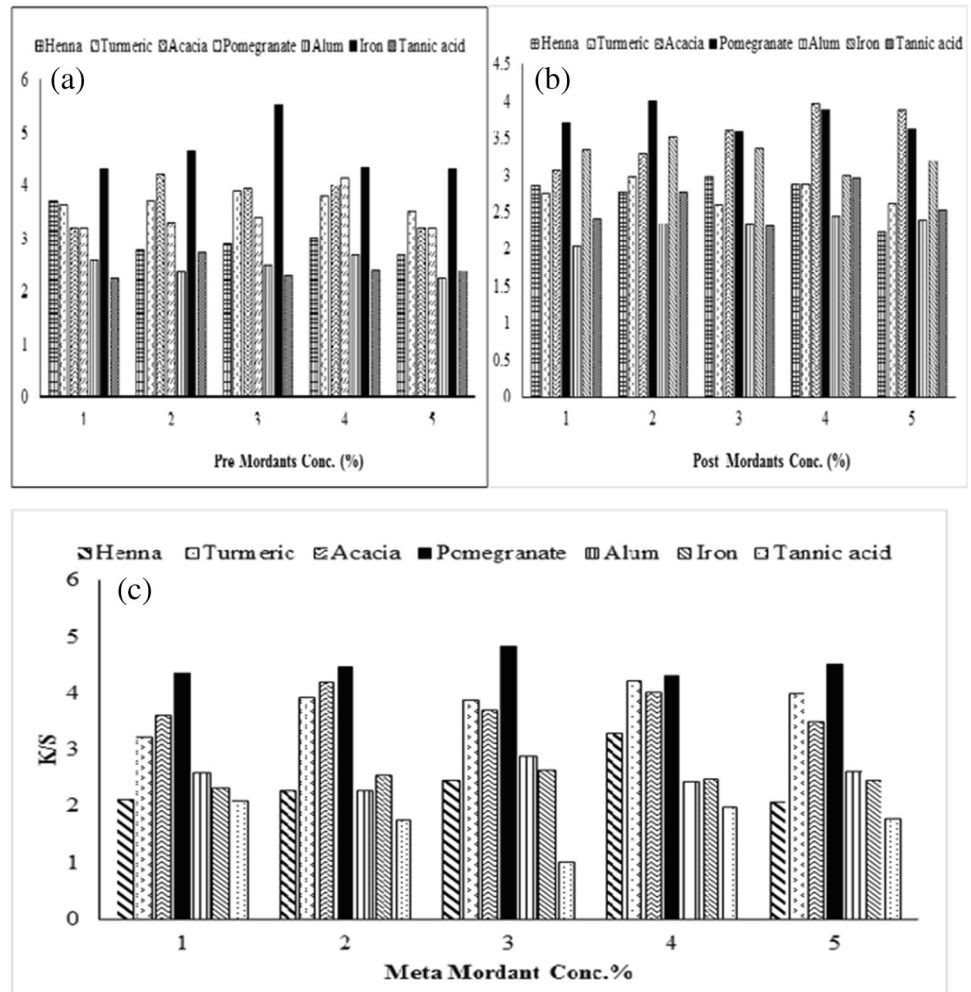 Henna Turmeric Acacia Pomegranate Alum Iron Tannic acid
(a)
6
5
4
3
2
1
0
1 2 3 4 5
Pre Mordants Conc. (%)
Henna Turmeric Acacia Pomegranate Alum Iron Tannic acid
(b)
4.5
4
3.5
3
2.5
2
1.5
1
0.5
0
1 2 3 4 5
Post Mordants Conc. (%)
Henna Turmeric Acacia Pomegranate Alum Iron Tannic acid
(c)
K/S
6
5
4
3
2
1
0
1 2 3 4 5
Meta Mordant Conc.%